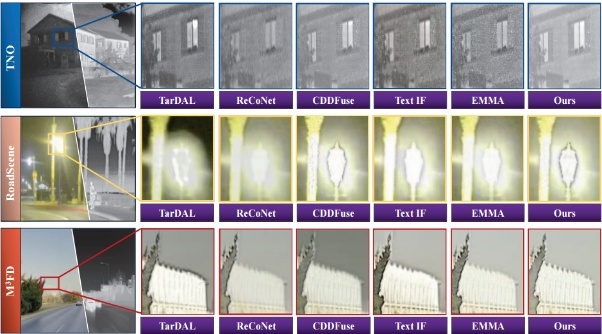 TNO
TarDAL ReCoNet CDDFuse Text IF EMMA Ours
RoadScene
TarDAL ReCoNet CDDFuse Text IF EMMA Ours
M³FD
TarDAL ReCoNet CDDFuse Text IF EMMA Ours